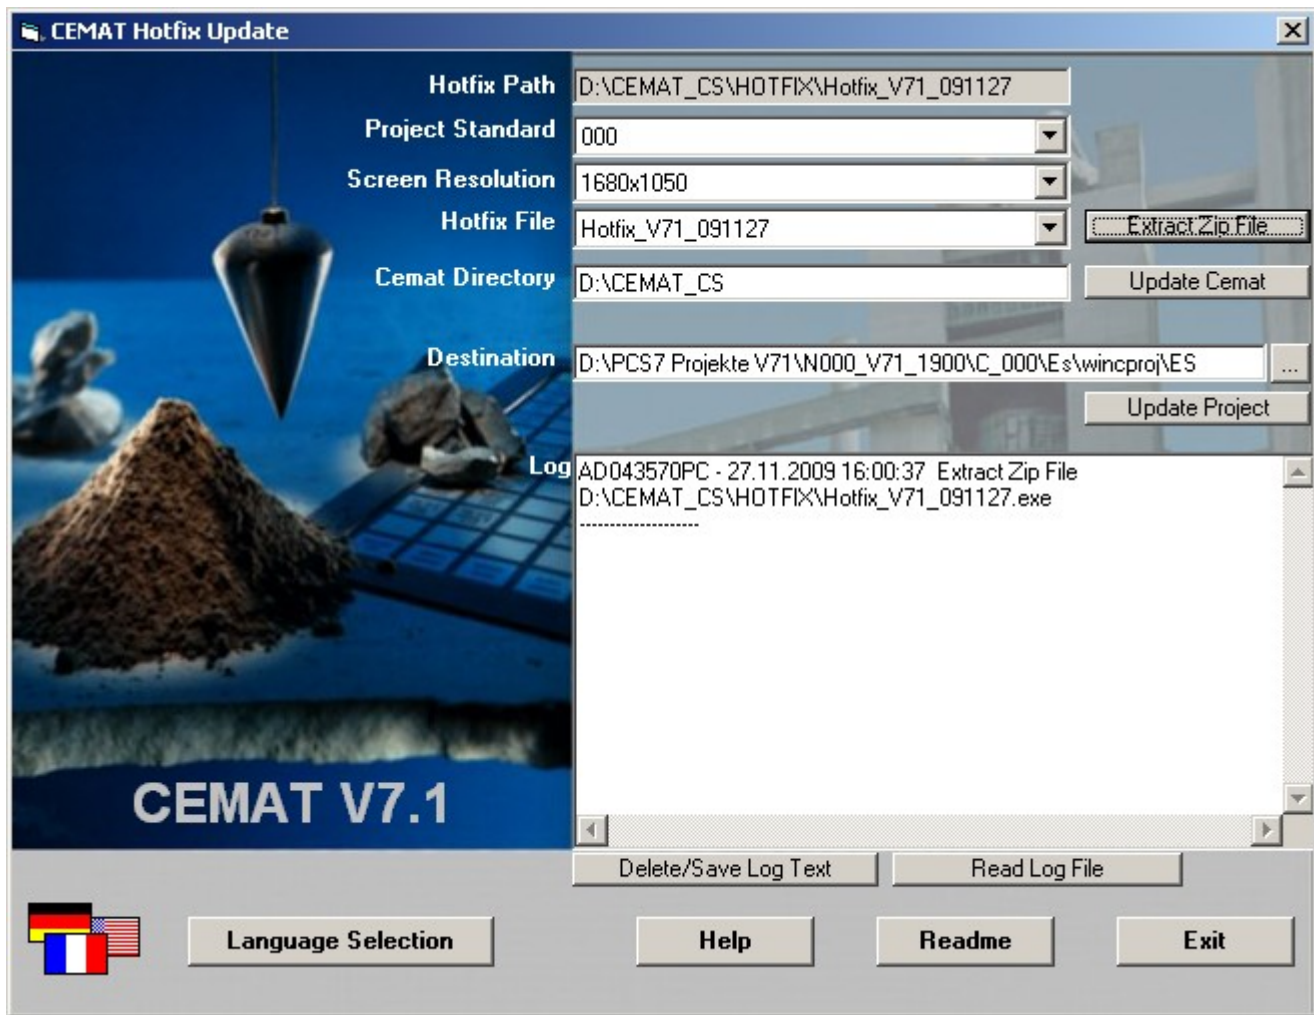 CEMAT Hotfix Update
Hotfix Path D:\CEMAT_CS\HOTFIX\Hotfix_V71_091127
Project Standard 000
Screen Resolution 1680x1050
Hotfix File Hotfix_V71_091127 Extract Zip File
Cemat Directory D:\CEMAT_CS Update Cemat
Destination D:\PCS7 Projekte V71\N000_V71_1900\C_000\Es\wincproj\ES ...
Update Project
Log AD043570PC - 27.11.2009 16:00:37 Extract Zip File
D:\CEMAT_CS\HOTFIX\Hotfix_V71_091127.exe
--------------------
CEMAT V7.1
Delete/Save Log Text Read Log File
Language Selection Help Readme Exit